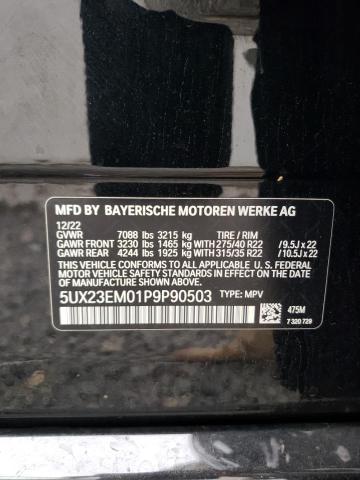 MFD BY BAYERISCHE MOTOREN WERKE AG
12/22
GVWR 7088 lbs 3215 kg TIRE / RIM
GAWR FRONT 3230 lbs 1465 kg WITH 275/40 R22 / 9.5J x 22
GAWR REAR 4244 lbs 1925 kg WITH 315/35 R22 / 10.5J x 22
THIS VEHICLE CONFORMS TO ALL APPLICABLE U.S. FEDERAL
MOTOR VEHICLE SAFETY STANDARDS IN EFFECT ON THE
DATE OF MANUFACTURE SHOWN ABOVE.
5UX23EM01P9P90503 TYPE: MPV
475M
7 320 729